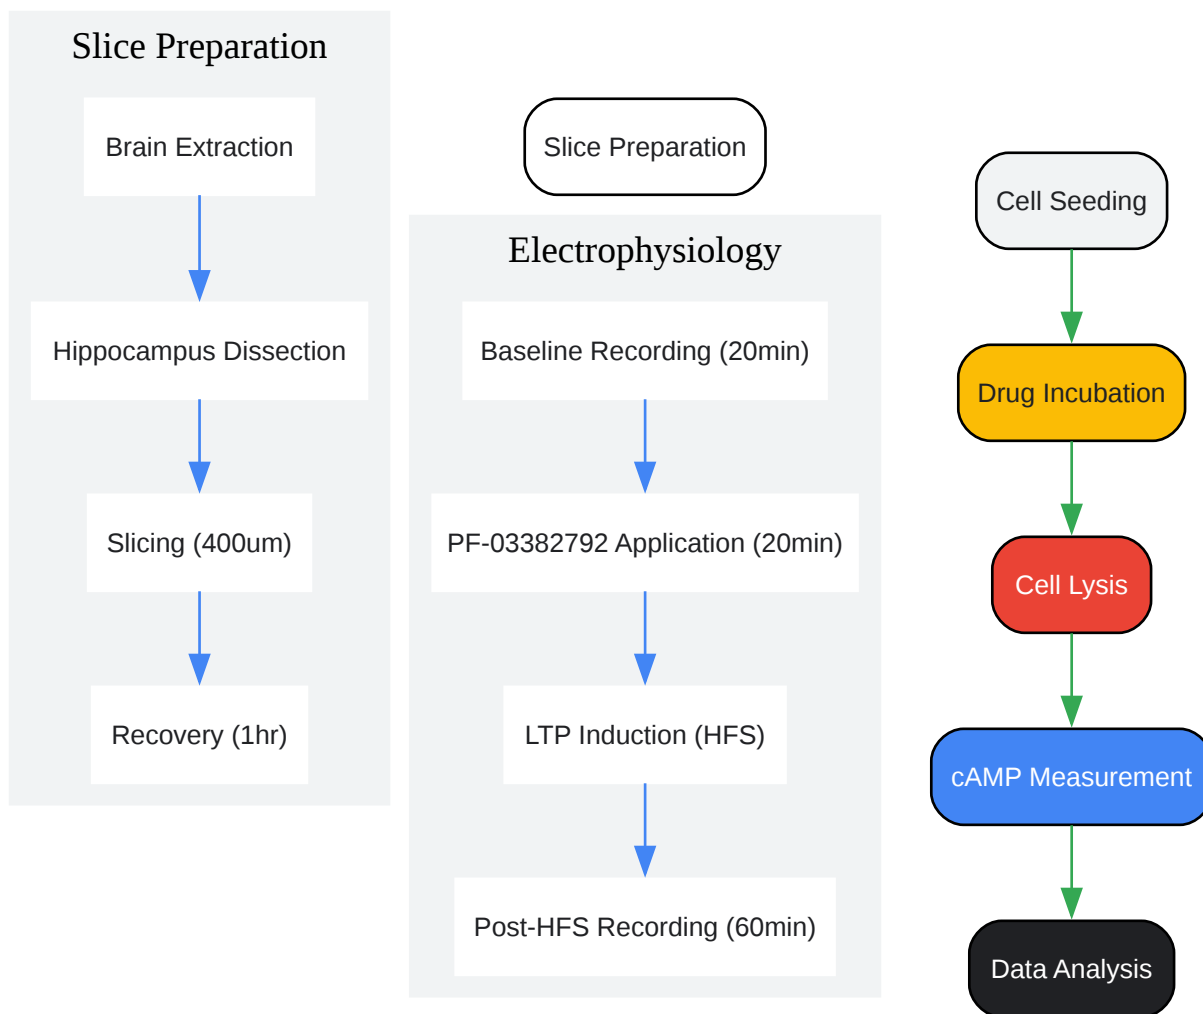 Slice Preparation
Brain Extraction
Hippocampus Dissection
Slicing (400um)
Recovery (1hr)
Slice Preparation
Electrophysiology
Baseline Recording (20min)
PF-03382792 Application (20min)
LTP Induction (HFS)
Post-HFS Recording (60min)
Cell Seeding
Drug Incubation
Cell Lysis
cAMP Measurement
Data Analysis